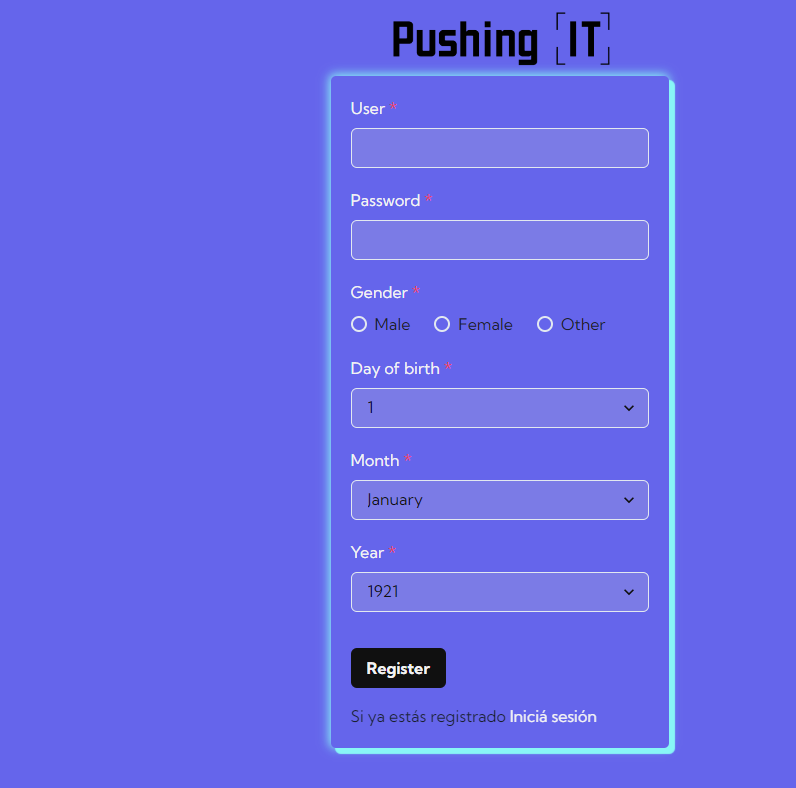 Pushing [IT]
User *
Password *
Gender *
Male Female Other
Day of birth *
1
Month *
January
Year *
1921
Register
Si ya estás registrado Iniciá sesión